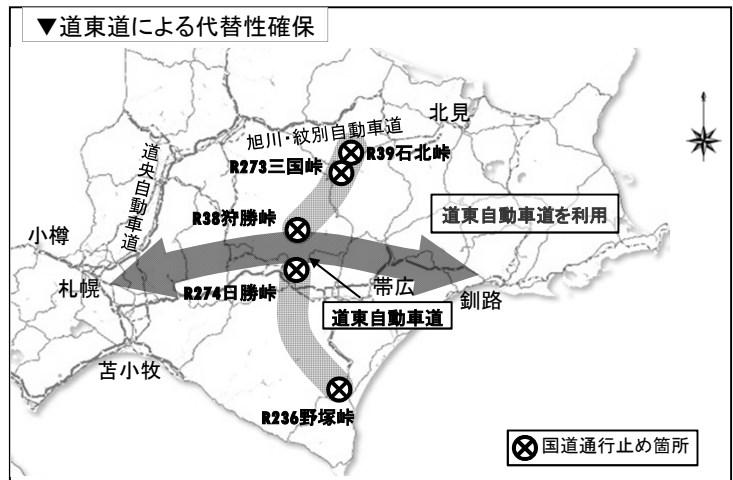 ▼道東道による代替性確保
北見
旭川・紋別自動車道
R39石北峠
R273三国峠
道央自動車道
R38狩勝峠
道東自動車道を利用
小樽
札幌
R274日勝峠
帯広
釧路
道東自動車道
苫小牧
R236野塚峠
国道通行止め箇所